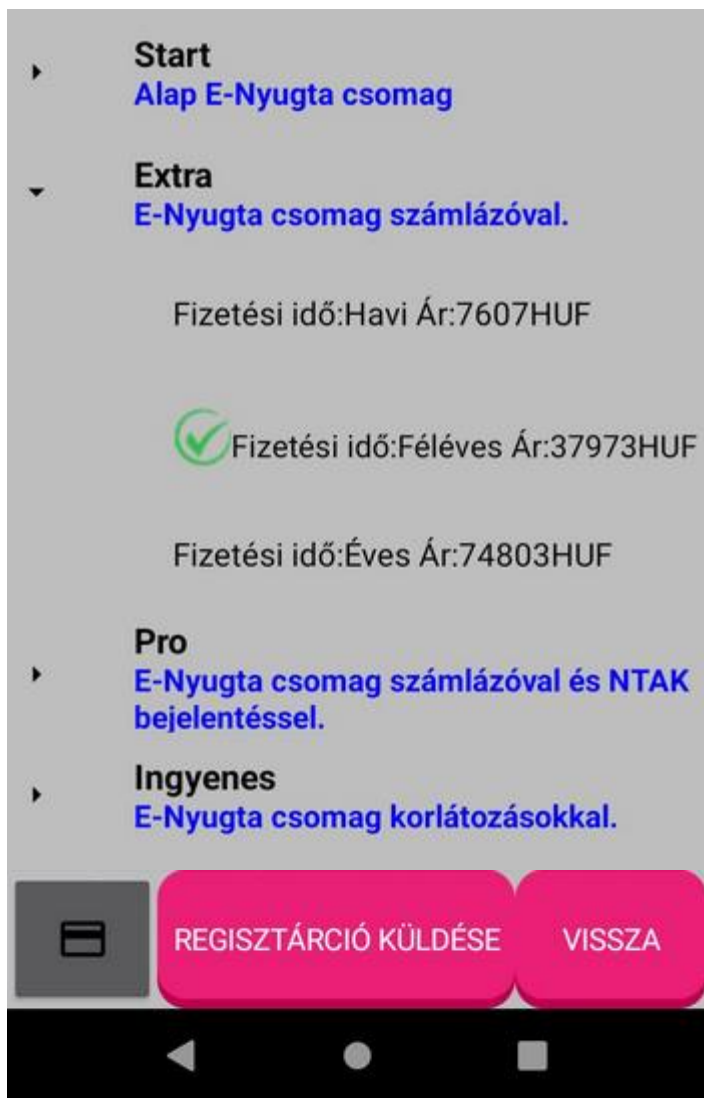 Start
Alap E-Nyugta csomag
Extra
E-Nyugta csomag számlázóval.
Fizetési idő:Havi Ár:7607HUF
Fizetési idő:Féléves Ár:37973HUF
Fizetési idő:Éves Ár:74803HUF
Pro
E-Nyugta csomag számlázóval és NTAK
bejelentéssel.
Ingyenes
E-Nyugta csomag korlátozásokkal.
REGISZTÁRCIÓ KÜLDÉSE VISSZA